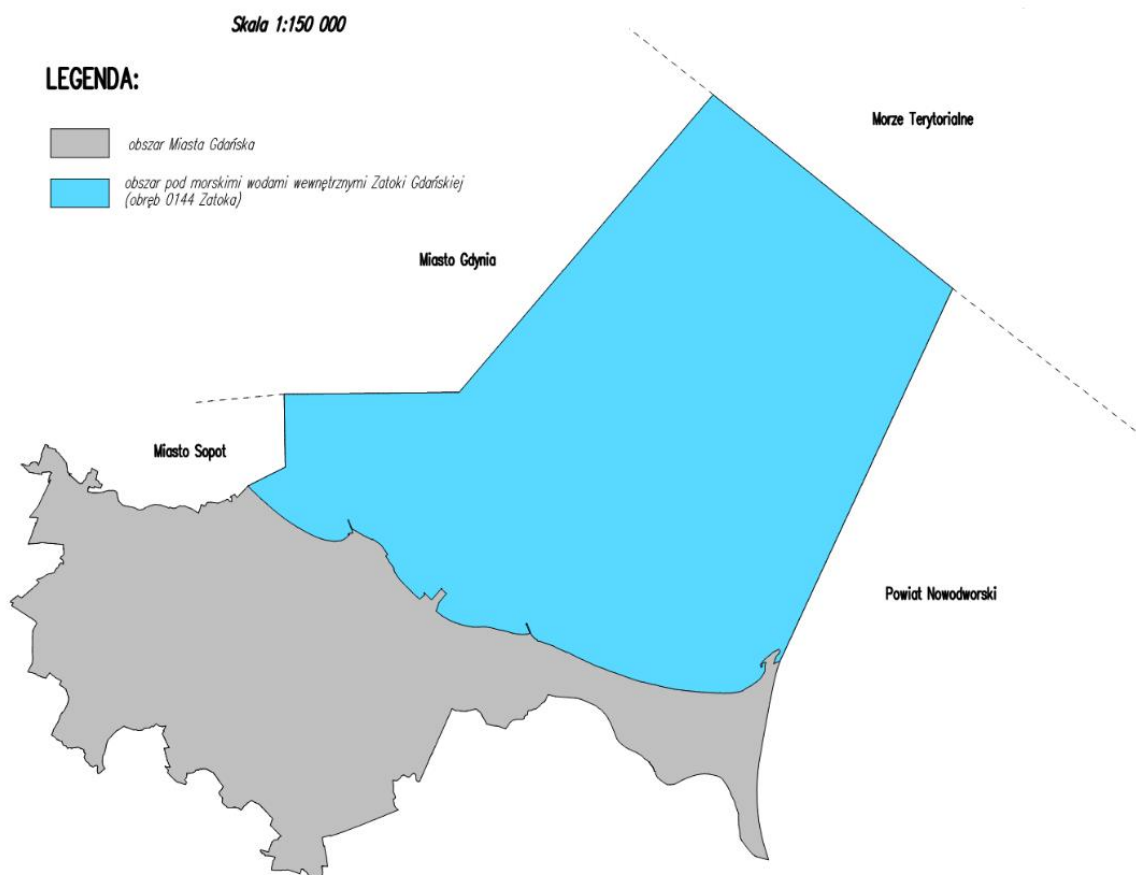 Skala 1:150 000
LEGENDA:
obszar Miasta Gdańska
obszar pod morskimi wodami wewnętrznymi Zatoki Gdańskiej
(obręb 0144 Zatoka)
Morze Terytorialne
Miasto Gdynia
Miasto Sopot
Powiat Nowodworski